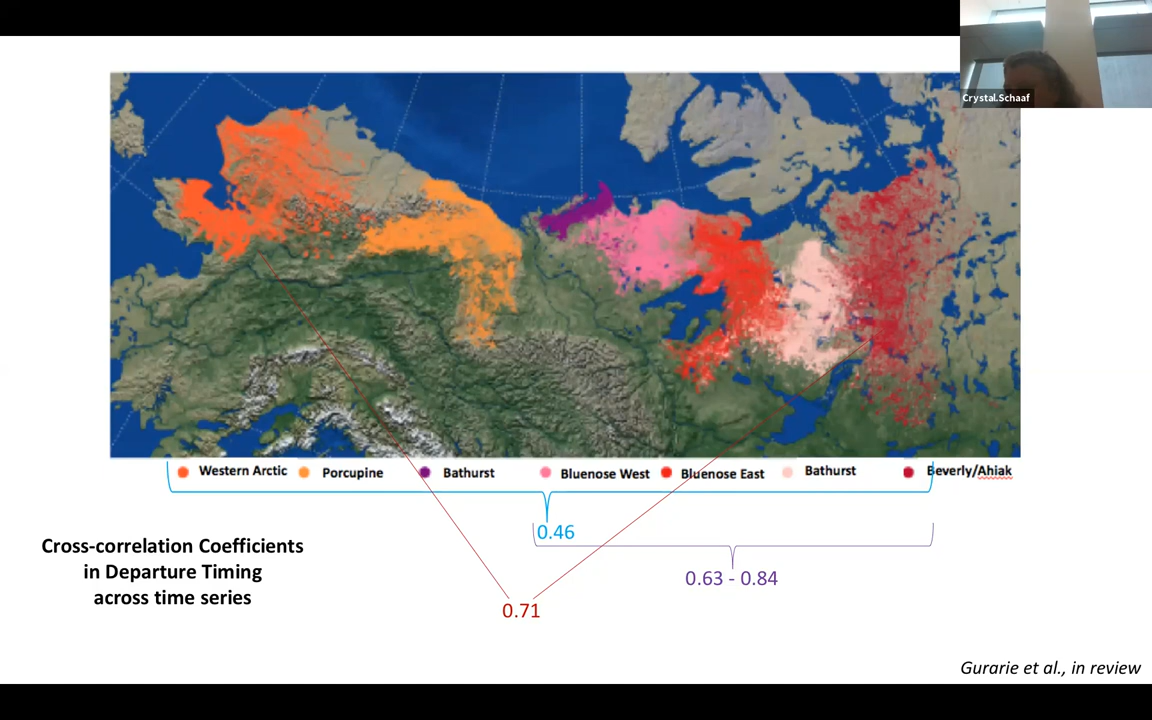 Crystal.Schaaf
Western Arctic Porcupine Bathurst Bluenose West Bluenose East Bathurst Beverly/Ahiak
0.46
Cross-correlation Coefficients
in Departure Timing
across time series
0.63 - 0.84
0.71
Gurarie et al., in review